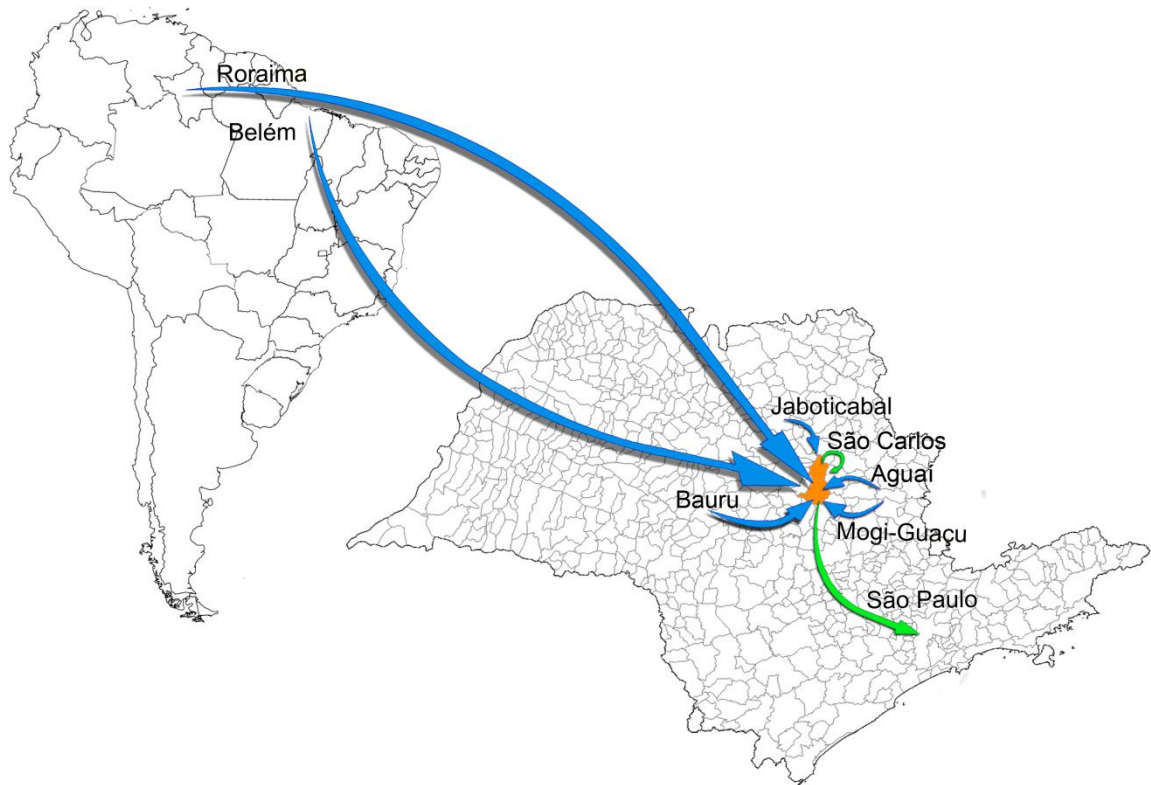 Roraima
Belém
Jaboticabal
São Carlos
Aguaí
Bauru
Mogi-Guaçu
São Paulo